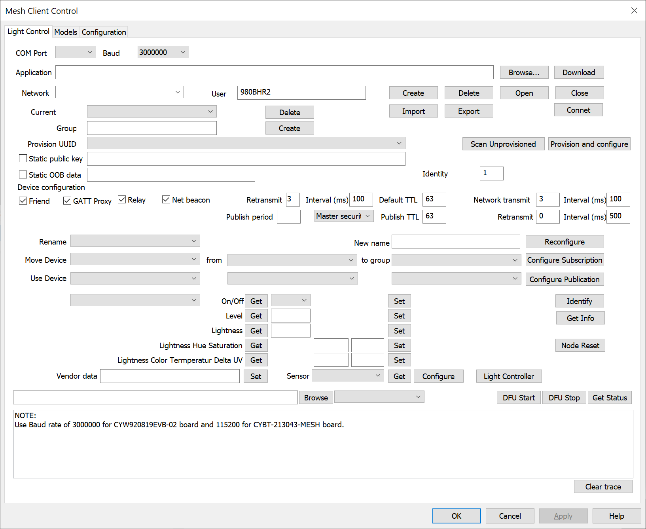 Mesh Client Control
Light Control Models Configuration
COM Port Baud 3000000
Application Browse... Download
Network User 980BHR2 Create Delete Open Close
Current Delete Import Export Connet
Group Create
Provision UUID Scan Unprovisioned Provision and configure
Static public key
Static OOB data Identity 1
Device configuration
Friend GATT Proxy Relay Net beacon Retransmit 3 Interval (ms) 100 Default TTL 63 Network transmit 3 Interval (ms) 100
Publish period Master securit Publish TTL 63 Retransmit 0 Interval (ms) 500
Rename New name Reconfigure
Move Device from to group Configure Subscription
Use Device Configure Publication
On/Off Get Set Identify
Level Get Set Get Info
Lightness Get Set
Lightness Hue Saturation Get Set Node Reset
Lightness Color Termperatur Delta UV Get Set
Vendor data Set Sensor Get Configure Light Controller
Browse DFU Start DFU Stop Get Status
NOTE:
Use Baud rate of 3000000 for CYW920819EVB-02 board and 115200 for CYBT-213043-MESH board.
Clear trace
OK Cancel Apply Help